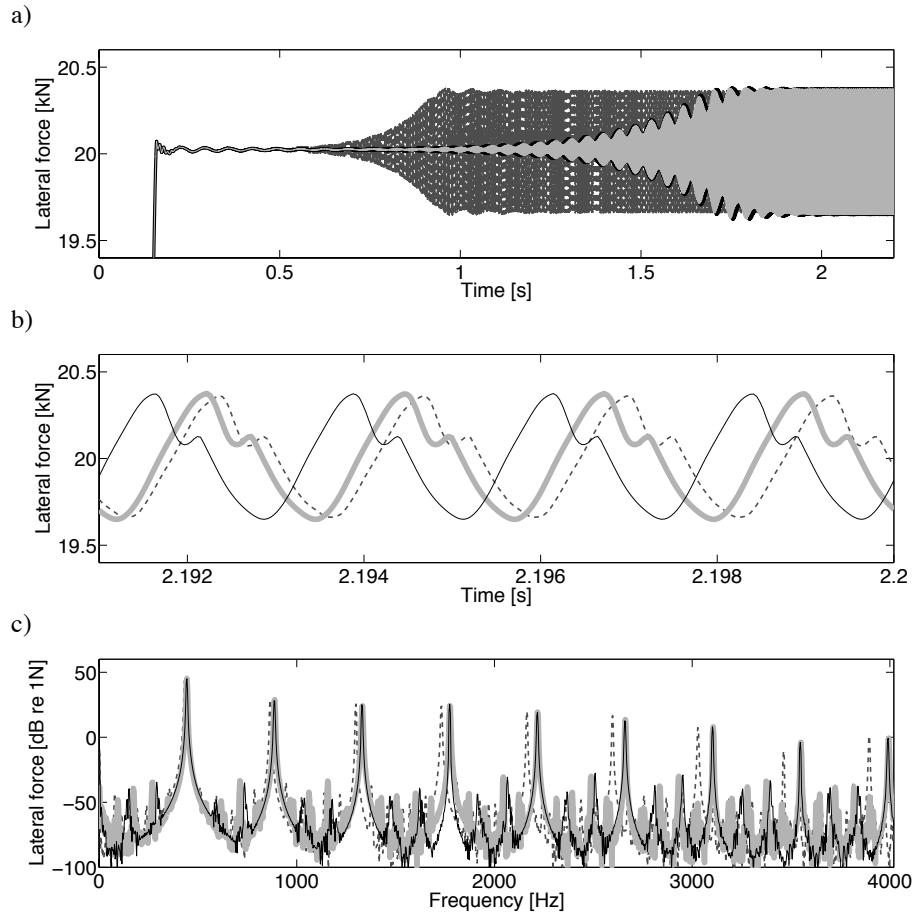 a)
Lateral force [kN]
20.5
20
19.5
0 0.5 1 1.5 2
Time [s]
b)
Lateral force [kN]
20.5
20
19.5
2.192 2.194 2.196 2.198 2.2
Time [s]
c)
Lateral force [dB re 1N]
50
0
−50
−100
0 1000 2000 3000 4000
Frequency [Hz]